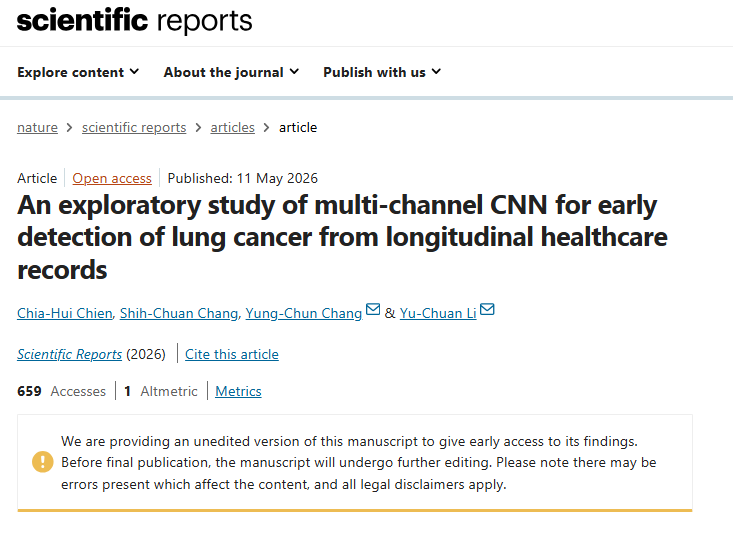 scientific reports
Explore content About the journal Publish with us
nature > scientific reports > articles > article
Article Open access Published: 11 May 2026
An exploratory study of multi-channel CNN for early
detection of lung cancer from longitudinal healthcare
records
Chia-Hui Chien, Shih-Chuan Chang, Yung-Chun Chang & Yu-Chuan Li
Scientific Reports (2026) Cite this article
659 Accesses 1 Altmetric Metrics
We are providing an unedited version of this manuscript to give early access to its findings.
Before final publication, the manuscript will undergo further editing. Please note there may be
errors present which affect the content, and all legal disclaimers apply.